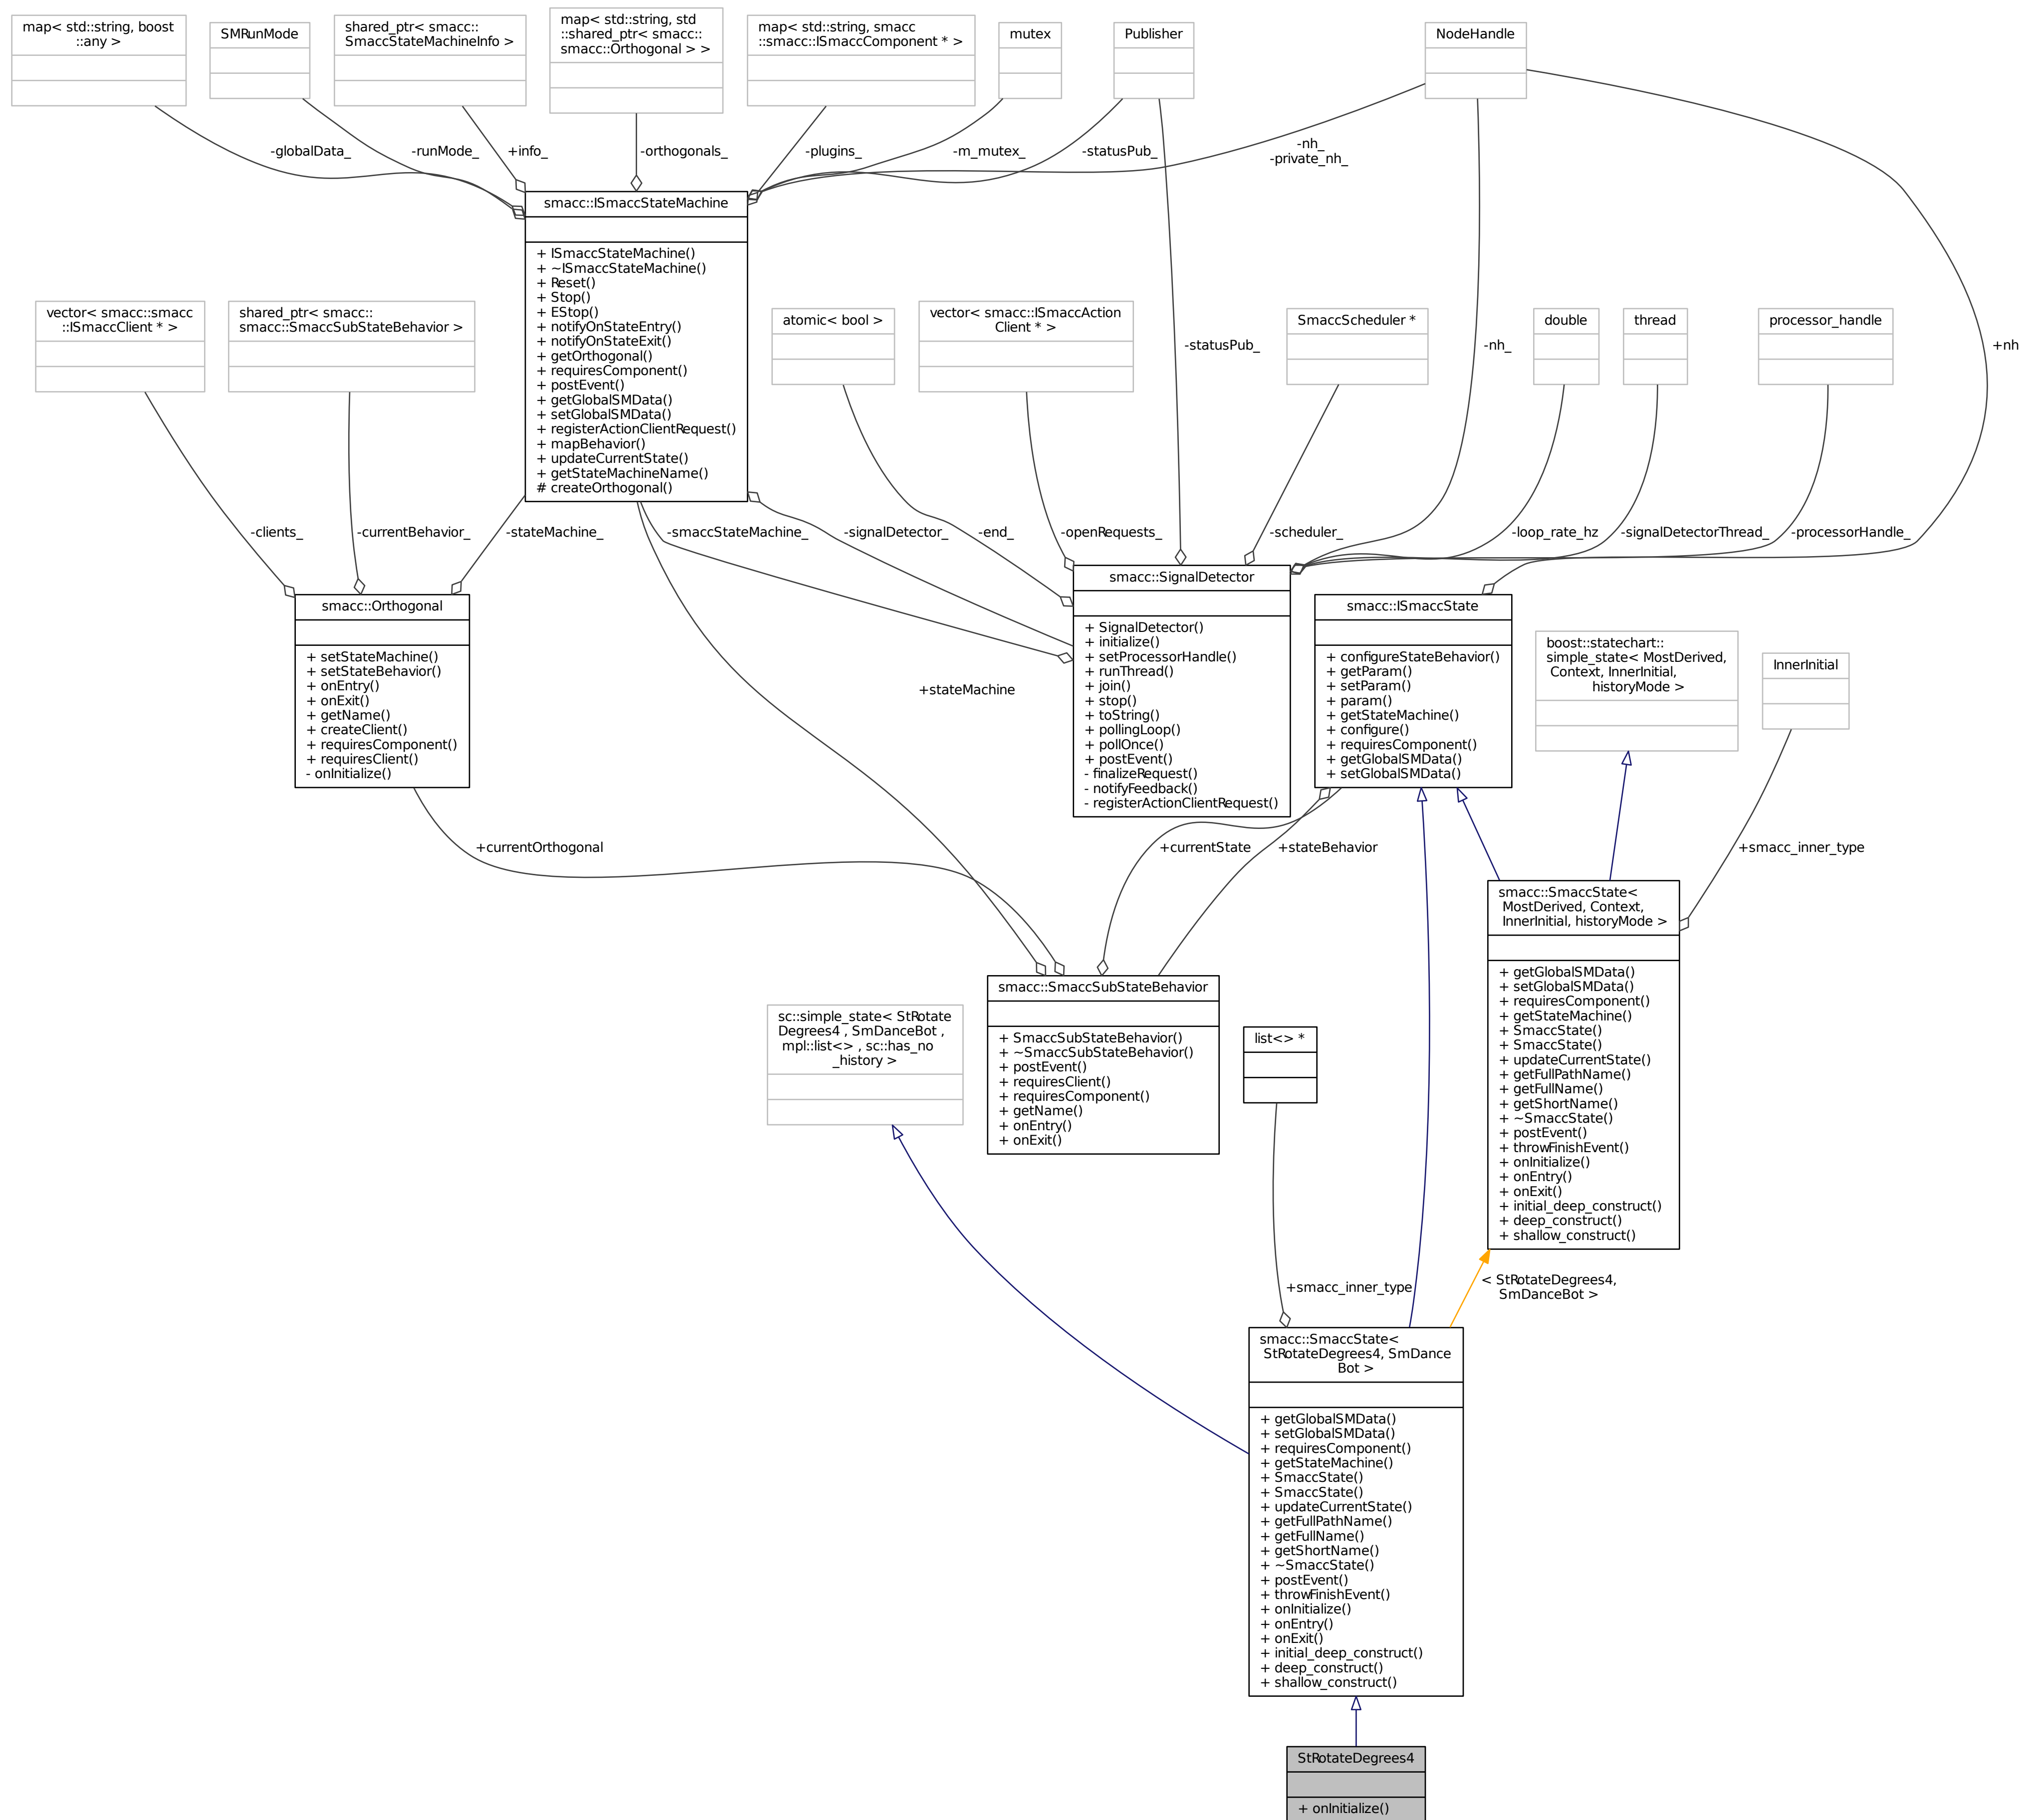 map< std::string, boost
::any >
SMRunMode
shared_ptr< smacc::
SmaccStateMachineInfo >
map< std::string, std
::shared_ptr< smacc::
smacc::Orthogonal > >
map< std::string, smacc
::smacc::ISmaccComponent * >
mutex
Publisher
NodeHandle
-globalData_
-runMode_
+info_
-orthogonals_
-plugins_
-m_mutex_
-statusPub_
-nh_
-private_nh_
smacc::ISmaccStateMachine
+ ISmaccStateMachine()
+ ~ISmaccStateMachine()
+ Reset()
+ Stop()
+ EStop()
+ notifyOnStateEntry()
+ notifyOnStateExit()
+ getOrthogonal()
+ requiresComponent()
+ postEvent()
+ getGlobalSMData()
+ setGlobalSMData()
+ registerActionClientRequest()
+ mapBehavior()
+ updateCurrentState()
+ getStateMachineName()
# createOrthogonal()
vector< smacc::smacc
::ISmaccClient * >
shared_ptr< smacc::
smacc::SmaccSubStateBehavior >
atomic< bool >
vector< smacc::ISmaccAction
Client * >
-statusPub_
SmaccScheduler *
-nh_
double
thread
processor_handle
+nh
-clients_
-currentBehavior_
-stateMachine_
-smaccStateMachine_
-signalDetector_
-end_
-openRequests_
-scheduler_
-loop_rate_hz
-signalDetectorThread_
-processorHandle_
smacc::Orthogonal
+ setStateMachine()
+ setStateBehavior()
+ onEntry()
+ onExit()
+ getName()
+ createClient()
+ requiresComponent()
+ requiresClient()
- onInitialize()
+stateMachine
smacc::SignalDetector
+ SignalDetector()
+ initialize()
+ setProcessorHandle()
+ runThread()
+ join()
+ stop()
+ toString()
+ pollingLoop()
+ pollOnce()
+ postEvent()
- finalizeRequest()
- notifyFeedback()
- registerActionClientRequest()
smacc::ISmaccState
+ configureStateBehavior()
+ getParam()
+ setParam()
+ param()
+ getStateMachine()
+ configure()
+ requiresComponent()
+ getGlobalSMData()
+ setGlobalSMData()
boost::statechart::
simple_state< MostDerived,
Context, InnerInitial,
historyMode >
InnerInitial
+currentOrthogonal
+currentState
+stateBehavior
+smacc_inner_type
smacc::SmaccState<
MostDerived, Context,
InnerInitial, historyMode >
+ getGlobalSMData()
+ setGlobalSMData()
+ requiresComponent()
+ getStateMachine()
+ SmaccState()
+ SmaccState()
+ updateCurrentState()
+ getFullPathName()
+ getFullName()
+ getShortName()
+ ~SmaccState()
+ postEvent()
+ throwFinishEvent()
+ onInitialize()
+ onEntry()
+ onExit()
+ initial_deep_construct()
+ deep_construct()
+ shallow_construct()
sc::simple_state< StRotate
Degrees4 , SmDanceBot ,
mpl::list<> , sc::has_no
_history >
smacc::SmaccSubStateBehavior
+ SmaccSubStateBehavior()
+ ~SmaccSubStateBehavior()
+ postEvent()
+ requiresClient()
+ requiresComponent()
+ getName()
+ onEntry()
+ onExit()
list<> *
+smacc_inner_type
< StRotateDegrees4,
SmDanceBot >
smacc::SmaccState<
StRotateDegrees4, SmDance
Bot >
+ getGlobalSMData()
+ setGlobalSMData()
+ requiresComponent()
+ getStateMachine()
+ SmaccState()
+ SmaccState()
+ updateCurrentState()
+ getFullPathName()
+ getFullName()
+ getShortName()
+ ~SmaccState()
+ postEvent()
+ throwFinishEvent()
+ onInitialize()
+ onEntry()
+ onExit()
+ initial_deep_construct()
+ deep_construct()
+ shallow_construct()
StRotateDegrees4
+ onInitialize()